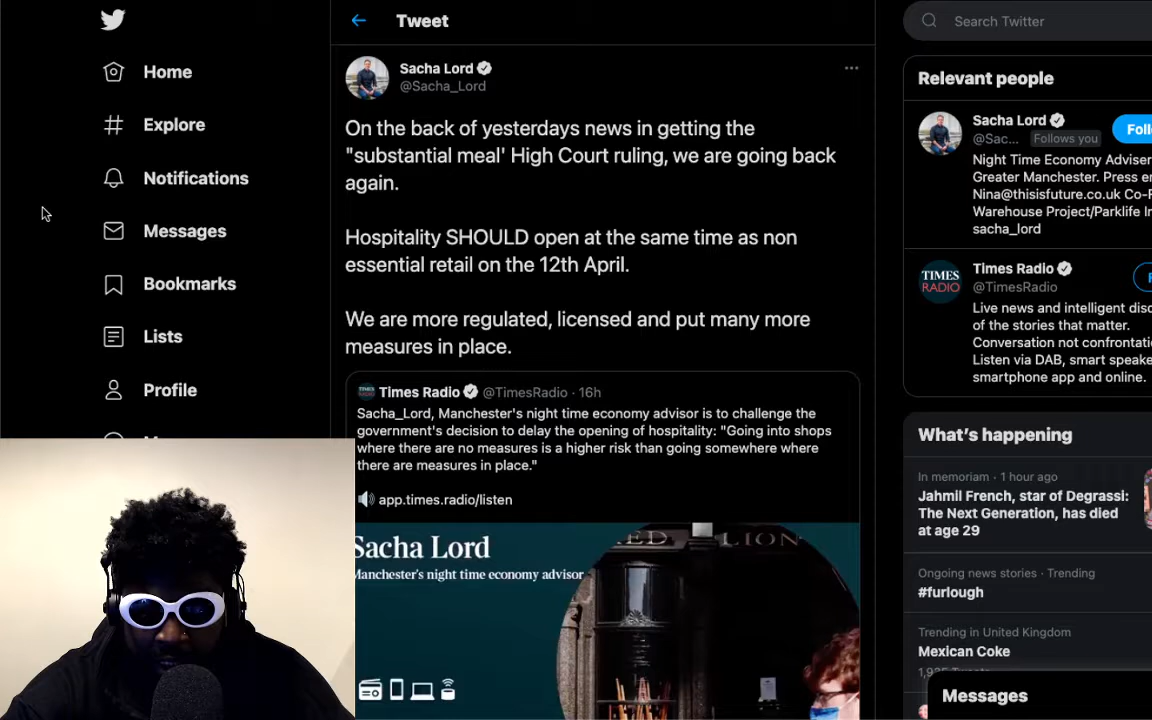 Home
Explore
Notifications
Messages
Bookmarks
Lists
Profile
Tweet
Sacha Lord
@Sacha_Lord
On the back of yesterdays news in getting the
"substantial meal' High Court ruling, we are going back
again.
Hospitality SHOULD open at the same time as non
essential retail on the 12th April.
We are more regulated, licensed and put many more
measures in place.
Times Radio @TimesRadio · 16h
Sacha_Lord, Manchester's night time economy advisor is to challenge the
government's decision to delay the opening of hospitality: "Going into shops
where there are no measures is a higher risk than going somewhere where
there are measures in place."
app.times.radio/listen
Sacha Lord
Manchester's night time economy advisor
ED LION
Search Twitter
Relevant people
Sacha Lord
@Sac... Follows you
Foll
Night Time Economy Adviser
Greater Manchester. Press en
Nina@thisisfuture.co.uk Co-F
Warehouse Project/Parklife In
sacha_lord
TIMES
RADIO
Times Radio
@TimesRadio
F
Live news and intelligent disc
of the stories that matter.
Conversation not confrontatio
Listen via DAB, smart speake
smartphone app and online.
What's happening
In memoriam · 1 hour ago
Jahmil French, star of Degrassi:
The Next Generation, has died
at age 29
Ongoing news stories · Trending
#furlough
Trending in United Kingdom
Mexican Coke
Messages